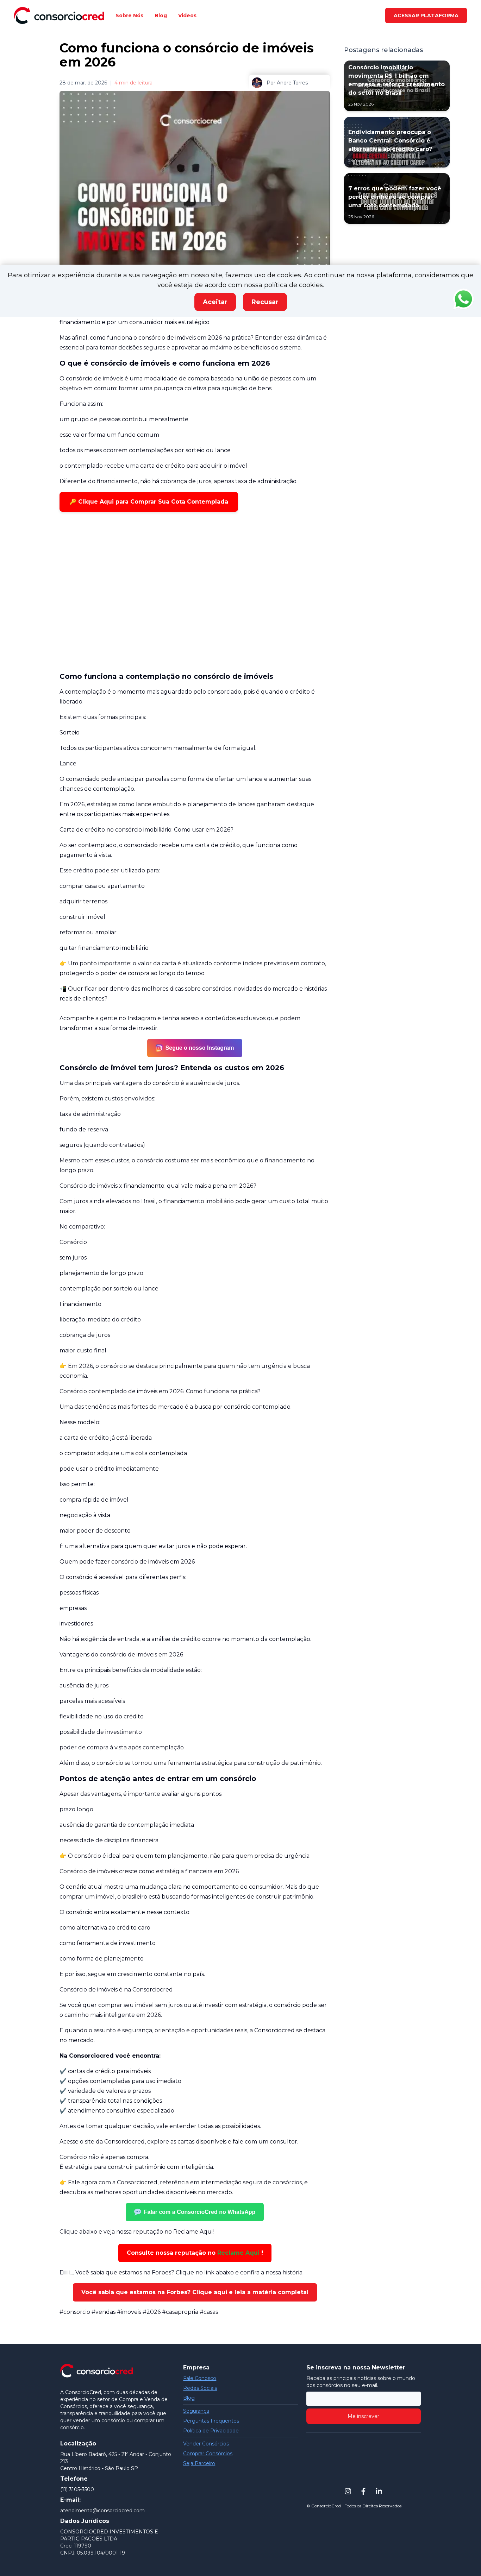 consorciocred
Sobre Nós
Blog
Vídeos
ACESSAR PLATAFORMA
Como funciona o consórcio de imóveis
em 2026
28 de mar. de 2026
4 min de leitura
Por Andre Torres
consorciocred
COMO FUNCIONA O
CONSÓRCIO DE
IMÓVEIS EM 2026
Postagens relacionadas
Consórcio imobiliário
movimenta R$ 1 bilhão em
empresa e reforça crescimento
do setor no Brasil
25 Nov 2026
Endividamento preocupa o
Banco Central: Consórcio é
alternativa ao crédito caro?
7 erros que podem fazer você
perder dinheiro ao comprar
uma cota contemplada
23 Nov 2026
Para otimizar a experiência durante a sua navegação em nosso site, fazemos uso de cookies. Ao continuar na nossa plataforma, consideramos que
você esteja de acordo com nossa política de cookies.
Aceitar
Recusar
financiamento e por um consumidor mais estratégico.
Mas afinal, como funciona o consórcio de imóveis em 2026 na prática? Entender essa dinâmica é
essencial para tomar decisões seguras e aproveitar ao máximo os benefícios do sistema.
O que é consórcio de imóveis e como funciona em 2026
O consórcio de imóveis é uma modalidade de compra baseada na união de pessoas com um
objetivo em comum: formar uma poupança coletiva para aquisição de bens.
Funciona assim:
um grupo de pessoas contribui mensalmente
esse valor forma um fundo comum
todos os meses ocorrem contemplações por sorteio ou lance
o contemplado recebe uma carta de crédito para adquirir o imóvel
Diferente do financiamento, não há cobrança de juros, apenas taxa de administração.
🔑 Clique Aqui para Comprar Sua Cota Contemplada
Como funciona a contemplação no consórcio de imóveis
A contemplação é o momento mais aguardado pelo consorciado, pois é quando o crédito é
liberado.
Existem duas formas principais:
Sorteio
Todos os participantes ativos concorrem mensalmente de forma igual.
Lance
O consorciado pode antecipar parcelas como forma de ofertar um lance e aumentar suas
chances de contemplação.
Em 2026, estratégias como lance embutido e planejamento de lances ganharam destaque
entre os participantes mais experientes.
Carta de crédito no consórcio imobiliário: Como usar em 2026?
Ao ser contemplado, o consorciado recebe uma carta de crédito, que funciona como
pagamento à vista.
Esse crédito pode ser utilizado para:
comprar casa ou apartamento
adquirir terrenos
construir imóvel
reformar ou ampliar
quitar financiamento imobiliário
👉 Um ponto importante: o valor da carta é atualizado conforme índices previstos em contrato,
protegendo o poder de compra ao longo do tempo.
📲 Quer ficar por dentro das melhores dicas sobre consórcios, novidades do mercado e histórias
reais de clientes?
Acompanhe a gente no Instagram e tenha acesso a conteúdos exclusivos que podem
transformar a sua forma de investir.
Segue o nosso Instagram
Consórcio de imóvel tem juros? Entenda os custos em 2026
Uma das principais vantagens do consórcio é a ausência de juros.
Porém, existem custos envolvidos:
taxa de administração
fundo de reserva
seguros (quando contratados)
Mesmo com esses custos, o consórcio costuma ser mais econômico que o financiamento no
longo prazo.
Consórcio de imóveis x financiamento: qual vale mais a pena em 2026?
Com juros ainda elevados no Brasil, o financiamento imobiliário pode gerar um custo total muito
maior.
No comparativo:
Consórcio
sem juros
planejamento de longo prazo
contemplação por sorteio ou lance
Financiamento
liberação imediata do crédito
cobrança de juros
maior custo final
👉 Em 2026, o consórcio se destaca principalmente para quem não tem urgência e busca
economia.
Consórcio contemplado de imóveis em 2026: Como funciona na prática?
Uma das tendências mais fortes do mercado é a busca por consórcio contemplado.
Nesse modelo:
a carta de crédito já está liberada
o comprador adquire uma cota contemplada
pode usar o crédito imediatamente
Isso permite:
compra rápida de imóvel
negociação à vista
maior poder de desconto
É uma alternativa para quem quer evitar juros e não pode esperar.
Quem pode fazer consórcio de imóveis em 2026
O consórcio é acessível para diferentes perfis:
pessoas físicas
empresas
investidores
Não há exigência de entrada, e a análise de crédito ocorre no momento da contemplação.
Vantagens do consórcio de imóveis em 2026
Entre os principais benefícios da modalidade estão:
ausência de juros
parcelas mais acessíveis
flexibilidade no uso do crédito
possibilidade de investimento
poder de compra à vista após contemplação
Além disso, o consórcio se tornou uma ferramenta estratégica para construção de patrimônio.
Pontos de atenção antes de entrar em um consórcio
Apesar das vantagens, é importante avaliar alguns pontos:
prazo longo
ausência de garantia de contemplação imediata
necessidade de disciplina financeira
👉 O consórcio é ideal para quem tem planejamento, não para quem precisa de urgência.
Consórcio de imóveis cresce como estratégia financeira em 2026
O cenário atual mostra uma mudança clara no comportamento do consumidor. Mais do que
comprar um imóvel, o brasileiro está buscando formas inteligentes de construir patrimônio.
O consórcio entra exatamente nesse contexto:
como alternativa ao crédito caro
como ferramenta de investimento
como forma de planejamento
E por isso, segue em crescimento constante no país.
Consórcio de imóveis é na Consorciocred
Se você quer comprar seu imóvel sem juros ou até investir com estratégia, o consórcio pode ser
o caminho mais inteligente em 2026.
E quando o assunto é segurança, orientação e oportunidades reais, a Consorciocred se destaca
no mercado.
Na Consorciocred você encontra:
✔️ cartas de crédito para imóveis
✔️ opções contempladas para uso imediato
✔️ variedade de valores e prazos
✔️ transparência total nas condições
✔️ atendimento consultivo especializado
Antes de tomar qualquer decisão, vale entender todas as possibilidades.
Acesse o site da Consorciocred, explore as cartas disponíveis e fale com um consultor.
Consórcio não é apenas compra.
É estratégia para construir patrimônio com inteligência.
👉 Fale agora com a Consorciocred, referência em intermediação segura de consórcios, e
descubra as melhores oportunidades disponíveis no mercado.
💬 Falar com a ConsorcioCred no WhatsApp
Clique abaixo e veja nossa reputação no Reclame Aqui!
Consulte nossa reputação no Reclame Aqui !
Eiiiii... Você sabia que estamos na Forbes? Clique no link abaixo e confira a nossa história.
Você sabia que estamos na Forbes? Clique aqui e leia a matéria completa!
#consorcio #vendas #imoveis #2026 #casapropria #casas
consorciocred
A ConsorcioCred, com duas décadas de
experiência no setor de Compra e Venda de
Consórcios, oferece a você segurança,
transparência e tranquilidade para você que
quer vender um consórcio ou comprar um
consórcio.
Localização
Rua Líbero Badaró, 425 - 21º Andar - Conjunto
213
Centro Histórico - São Paulo SP
Telefone
(11) 3105-3500
E-mail:
atendimento@consorciocred.com
Dados Jurídicos
CONSORCIOCRED INVESTIMENTOS E
PARTICIPACOES LTDA
Creci 119790
CNPJ: 05.099.104/0001-19
Empresa
Fale Conosco
Redes Sociais
Blog
Segurança
Perguntas Frequentes
Política de Privacidade
Vender Consórcios
Comprar Consórcios
Seja Parceiro
Se inscreva na nossa Newsletter
Receba as principais notícias sobre o mundo
dos consórcios no seu e-mail
Me inscrever
© ConsorcioCred - Todos os Direitos Reservados